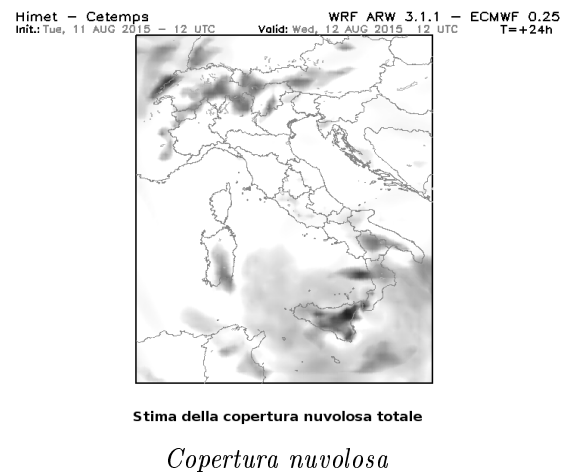 Himet – Cetemps WRF ARW 3.1.1 – ECMWF 0.25
Init.: Tue, 11 AUG 2015 – 12 UTC Valid: Wed, 12 AUG 2015 12 UTC T=+24h
Stima della copertura nuvolosa totale
Copertura nuvolosa